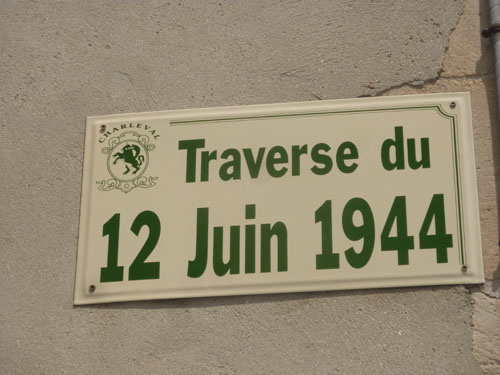 CHARLEVAL
Traverse du
12 Juin 1944